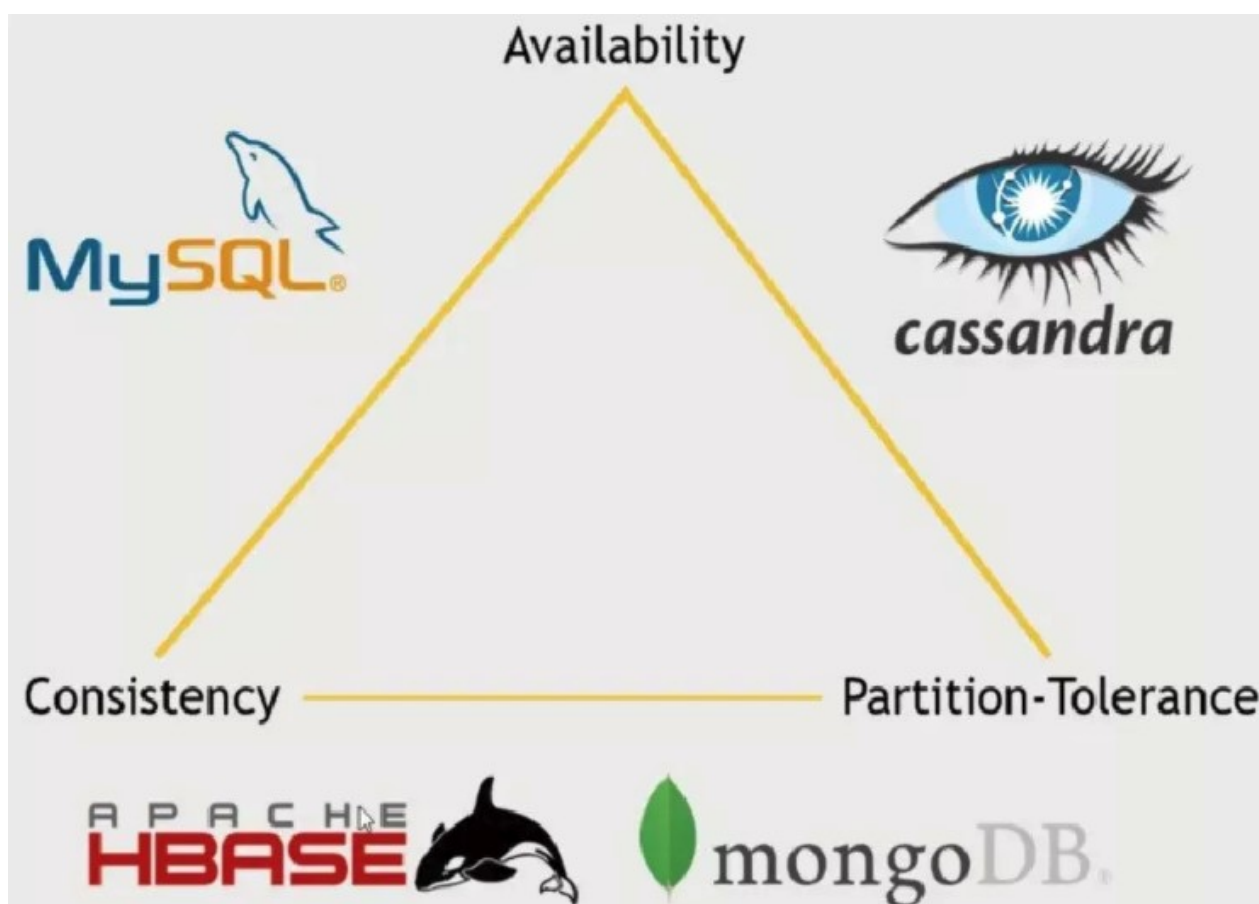 Availability
MySQL®
cassandra
Consistency
Partition-Tolerance
APACHE
HBASE
mongoDB®